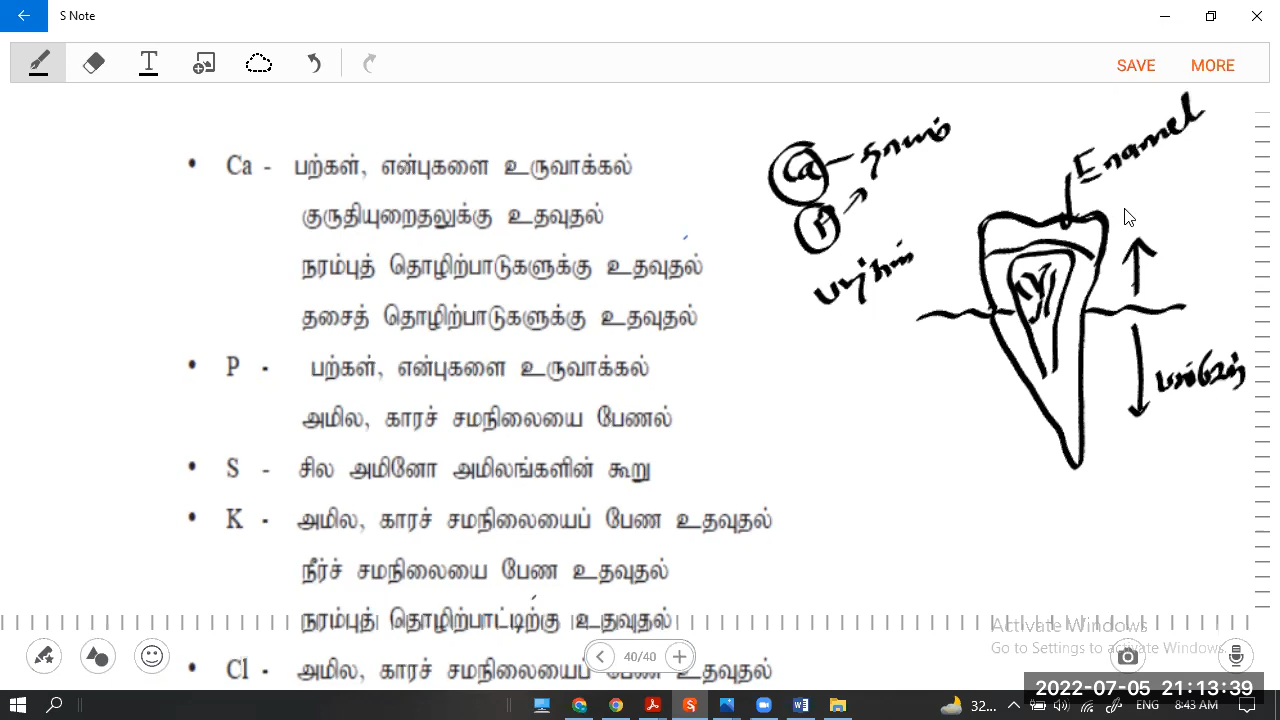 S Note
SAVE
MORE
• Ca - பற்கள், என்புகளை உருவாக்கல்
குருதியுறைதலுக்கு உதவுதல்
நரம்புத் தொழிற்பாடுகளுக்கு உதவுதல்
தசைத் தொழிற்பாடுகளுக்கு உதவுதல்
• P - பற்கள், என்புகளை உருவாக்கல்
அமில, காரச் சமநிலையை பேணல்
• S - சில அமினோ அமிலங்களின் கூறு
• K - அமில, காரச் சமநிலையைப் பேண உதவுதல்
நீர்ச் சமநிலையை பேண உதவுதல்
நரம்புத் தொழிற்பாட்டிற்கு உதவுதல்
• Cl - அமில, காரச் சமநிலையைப் பேண உதவுதல்
Ca
P
Enamel
40/40
Activate Windows
Go to Settings to activate Windows.
2022-07-05 21:13:39
32...
ENG
8:43 AM